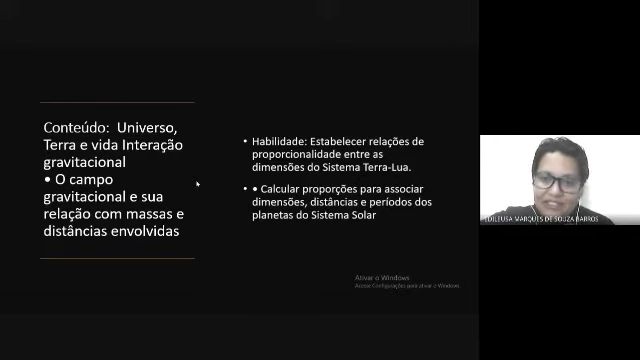 Conteúdo:  Universo,
Terra e vida Interação
gravitacional
• O campo
gravitacional e sua
relação com massas e
distâncias envolvidas
• Habilidade: Estabelecer relações de
proporcionalidade entre as
dimensões do Sistema Terra-Lua.
• • Calcular proporções para associar
dimensões, distâncias e períodos dos
planetas do Sistema Solar
Ativar o Windows
Acesse Configurações para ativar o Windows.
EDILEUSA MARQUES DE SOUZA BARROS